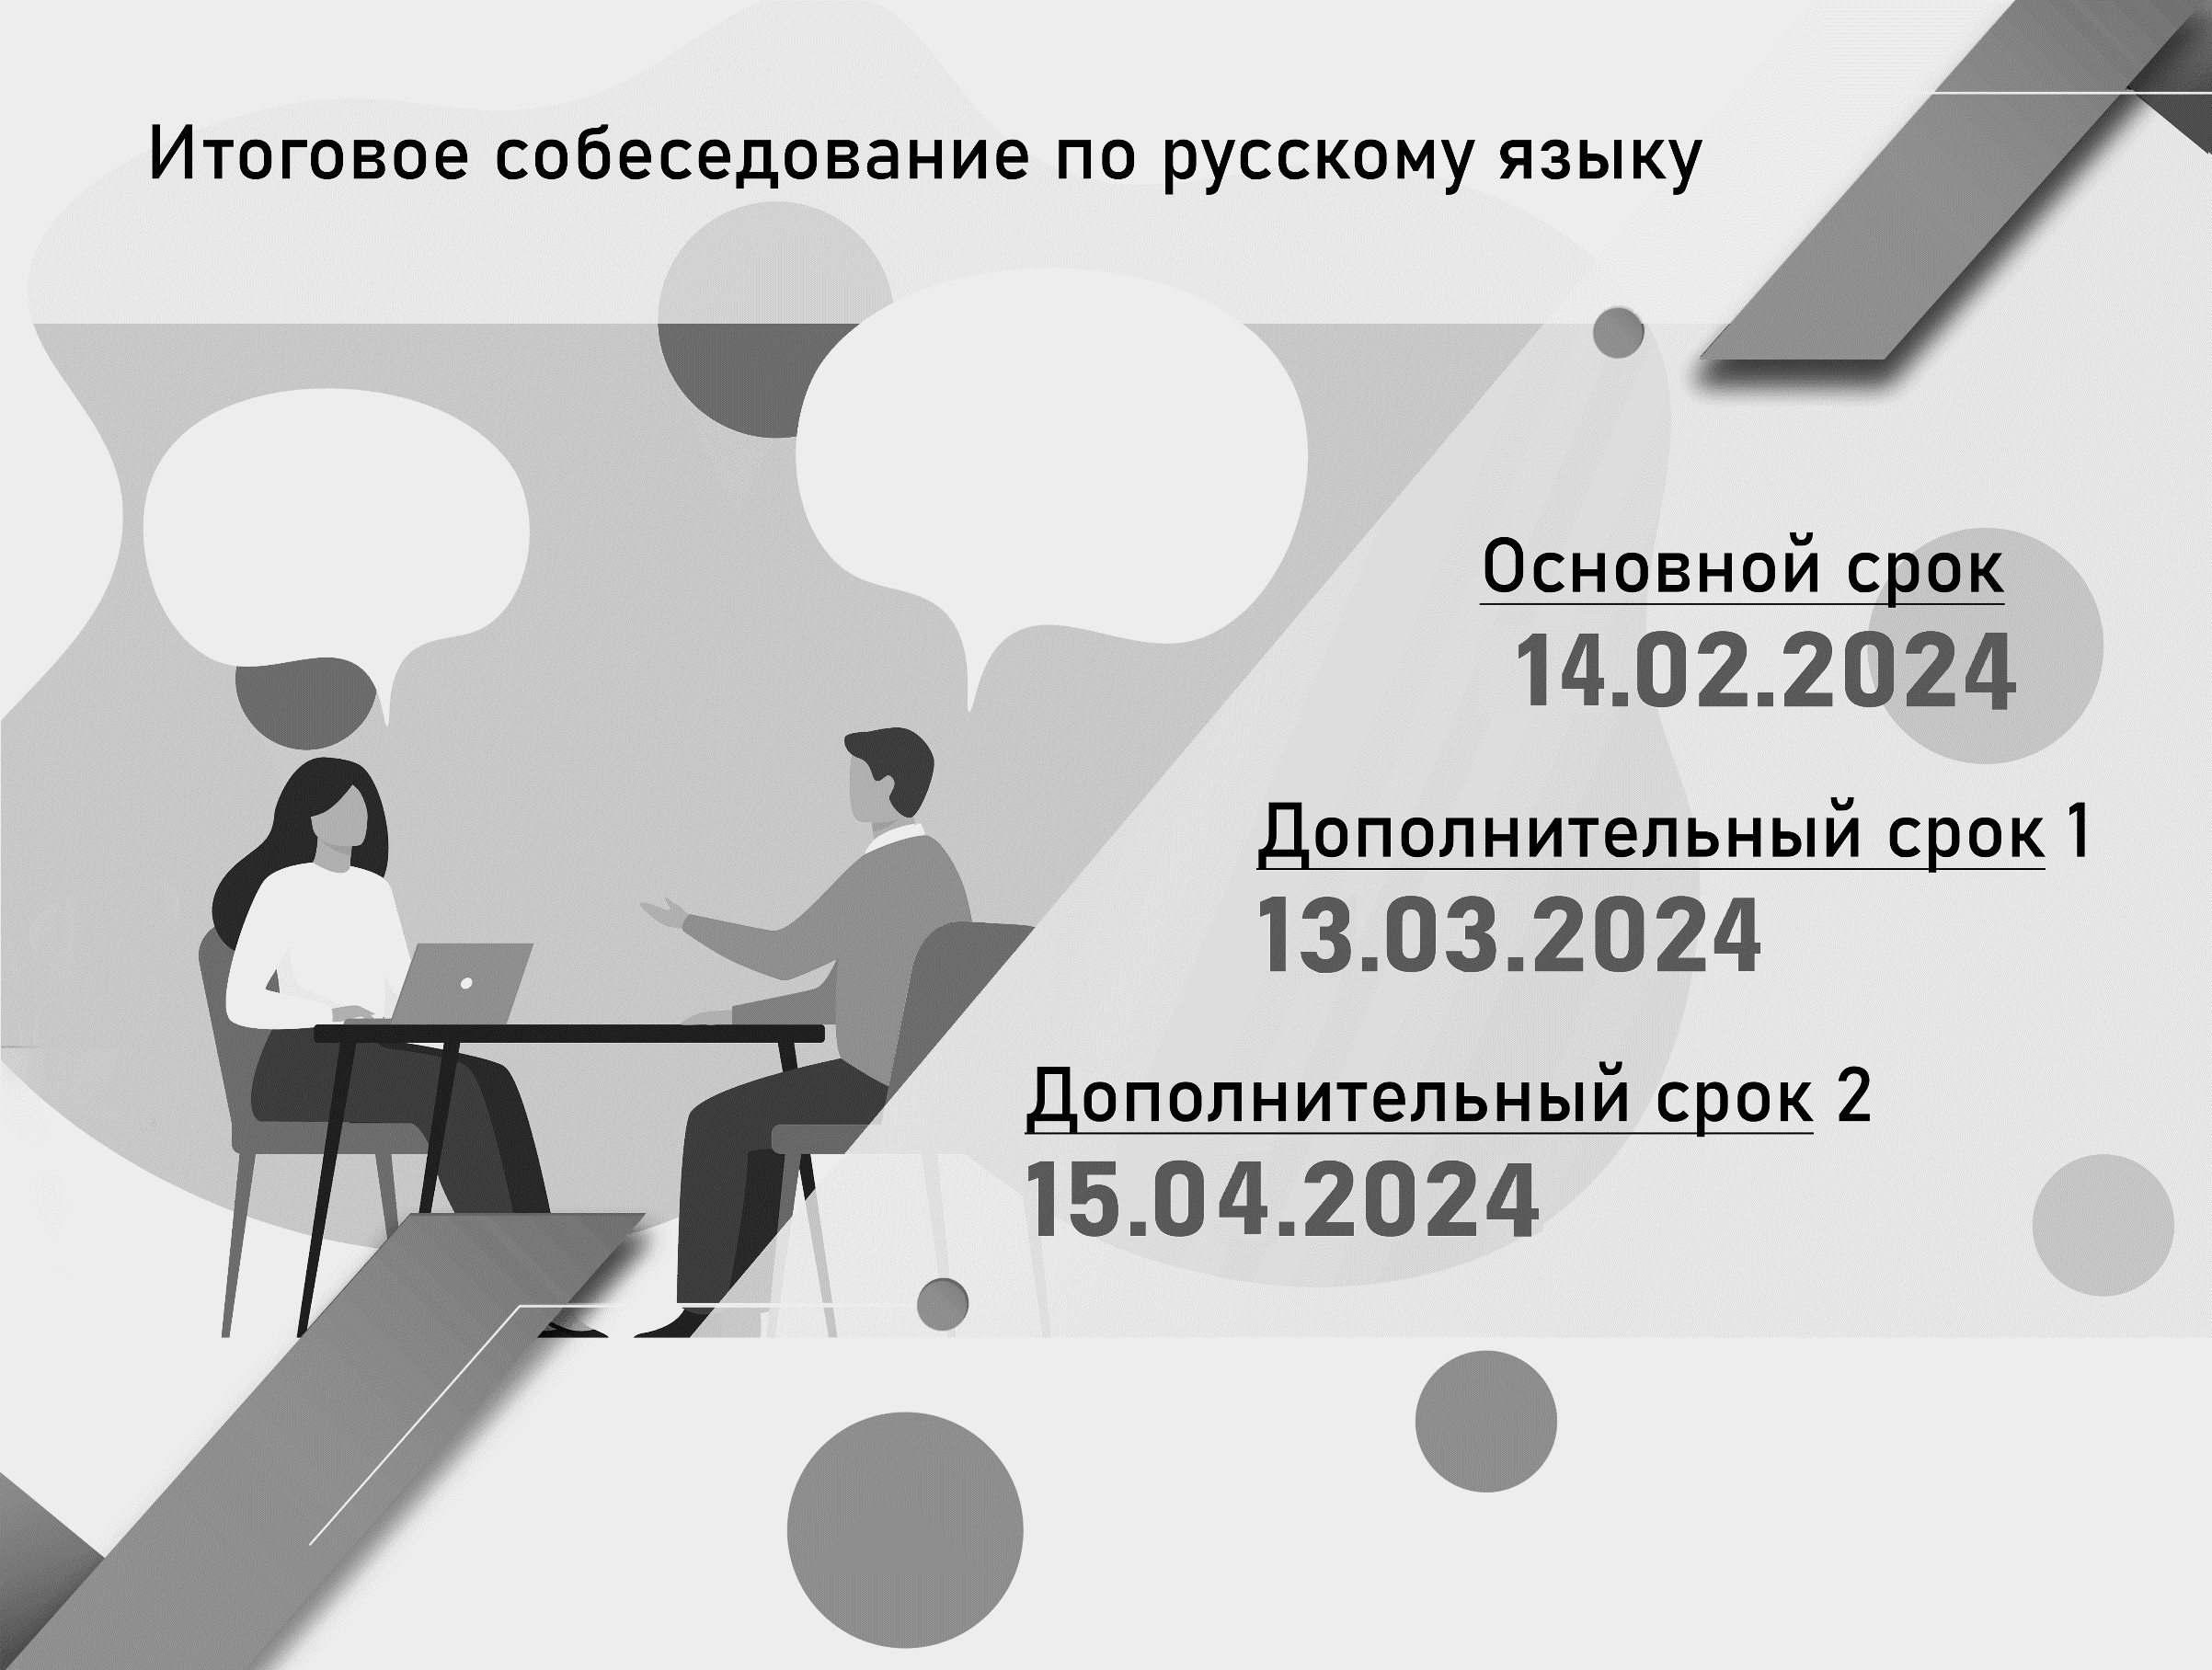 Итоговое собеседование по русскому языку
Основной срок
14.02.2024
Дополнительный срок 1
13.03.2024
Дополнительный срок 2
15.04.2024